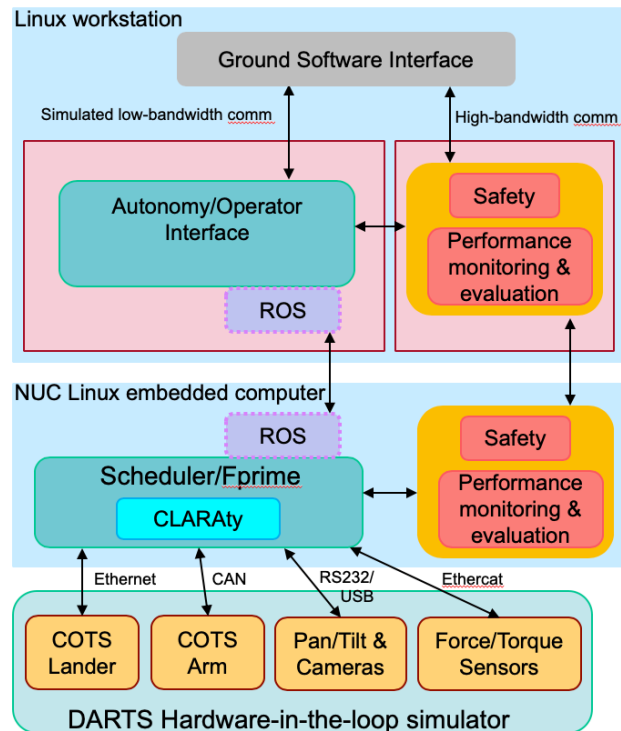 Linux workstation
Ground Software Interface
Simulated low-bandwidth comm
High-bandwidth comm
Autonomy/Operator
Interface
ROS
Safety
Performance
monitoring &
evaluation
NUC Linux embedded computer
ROS
Scheduler/Fprime
CLARAty
Safety
Performance
monitoring &
evaluation
Ethernet
CAN
RS232/
USB
Ethercat
COTS
Lander
COTS
Arm
Pan/Tilt &
Cameras
Force/Torque
Sensors
DARTS Hardware-in-the-loop simulator